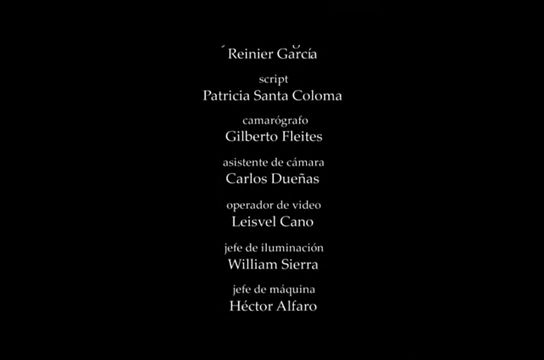 Reinier García
script
Patricia Santa Coloma
camarógrafo
Gilberto Fleites
asistente de cámara
Carlos Dueñas
operador de video
Leisvel Cano
jefe de iluminación
William Sierra
jefe de máquina
Héctor Alfaro